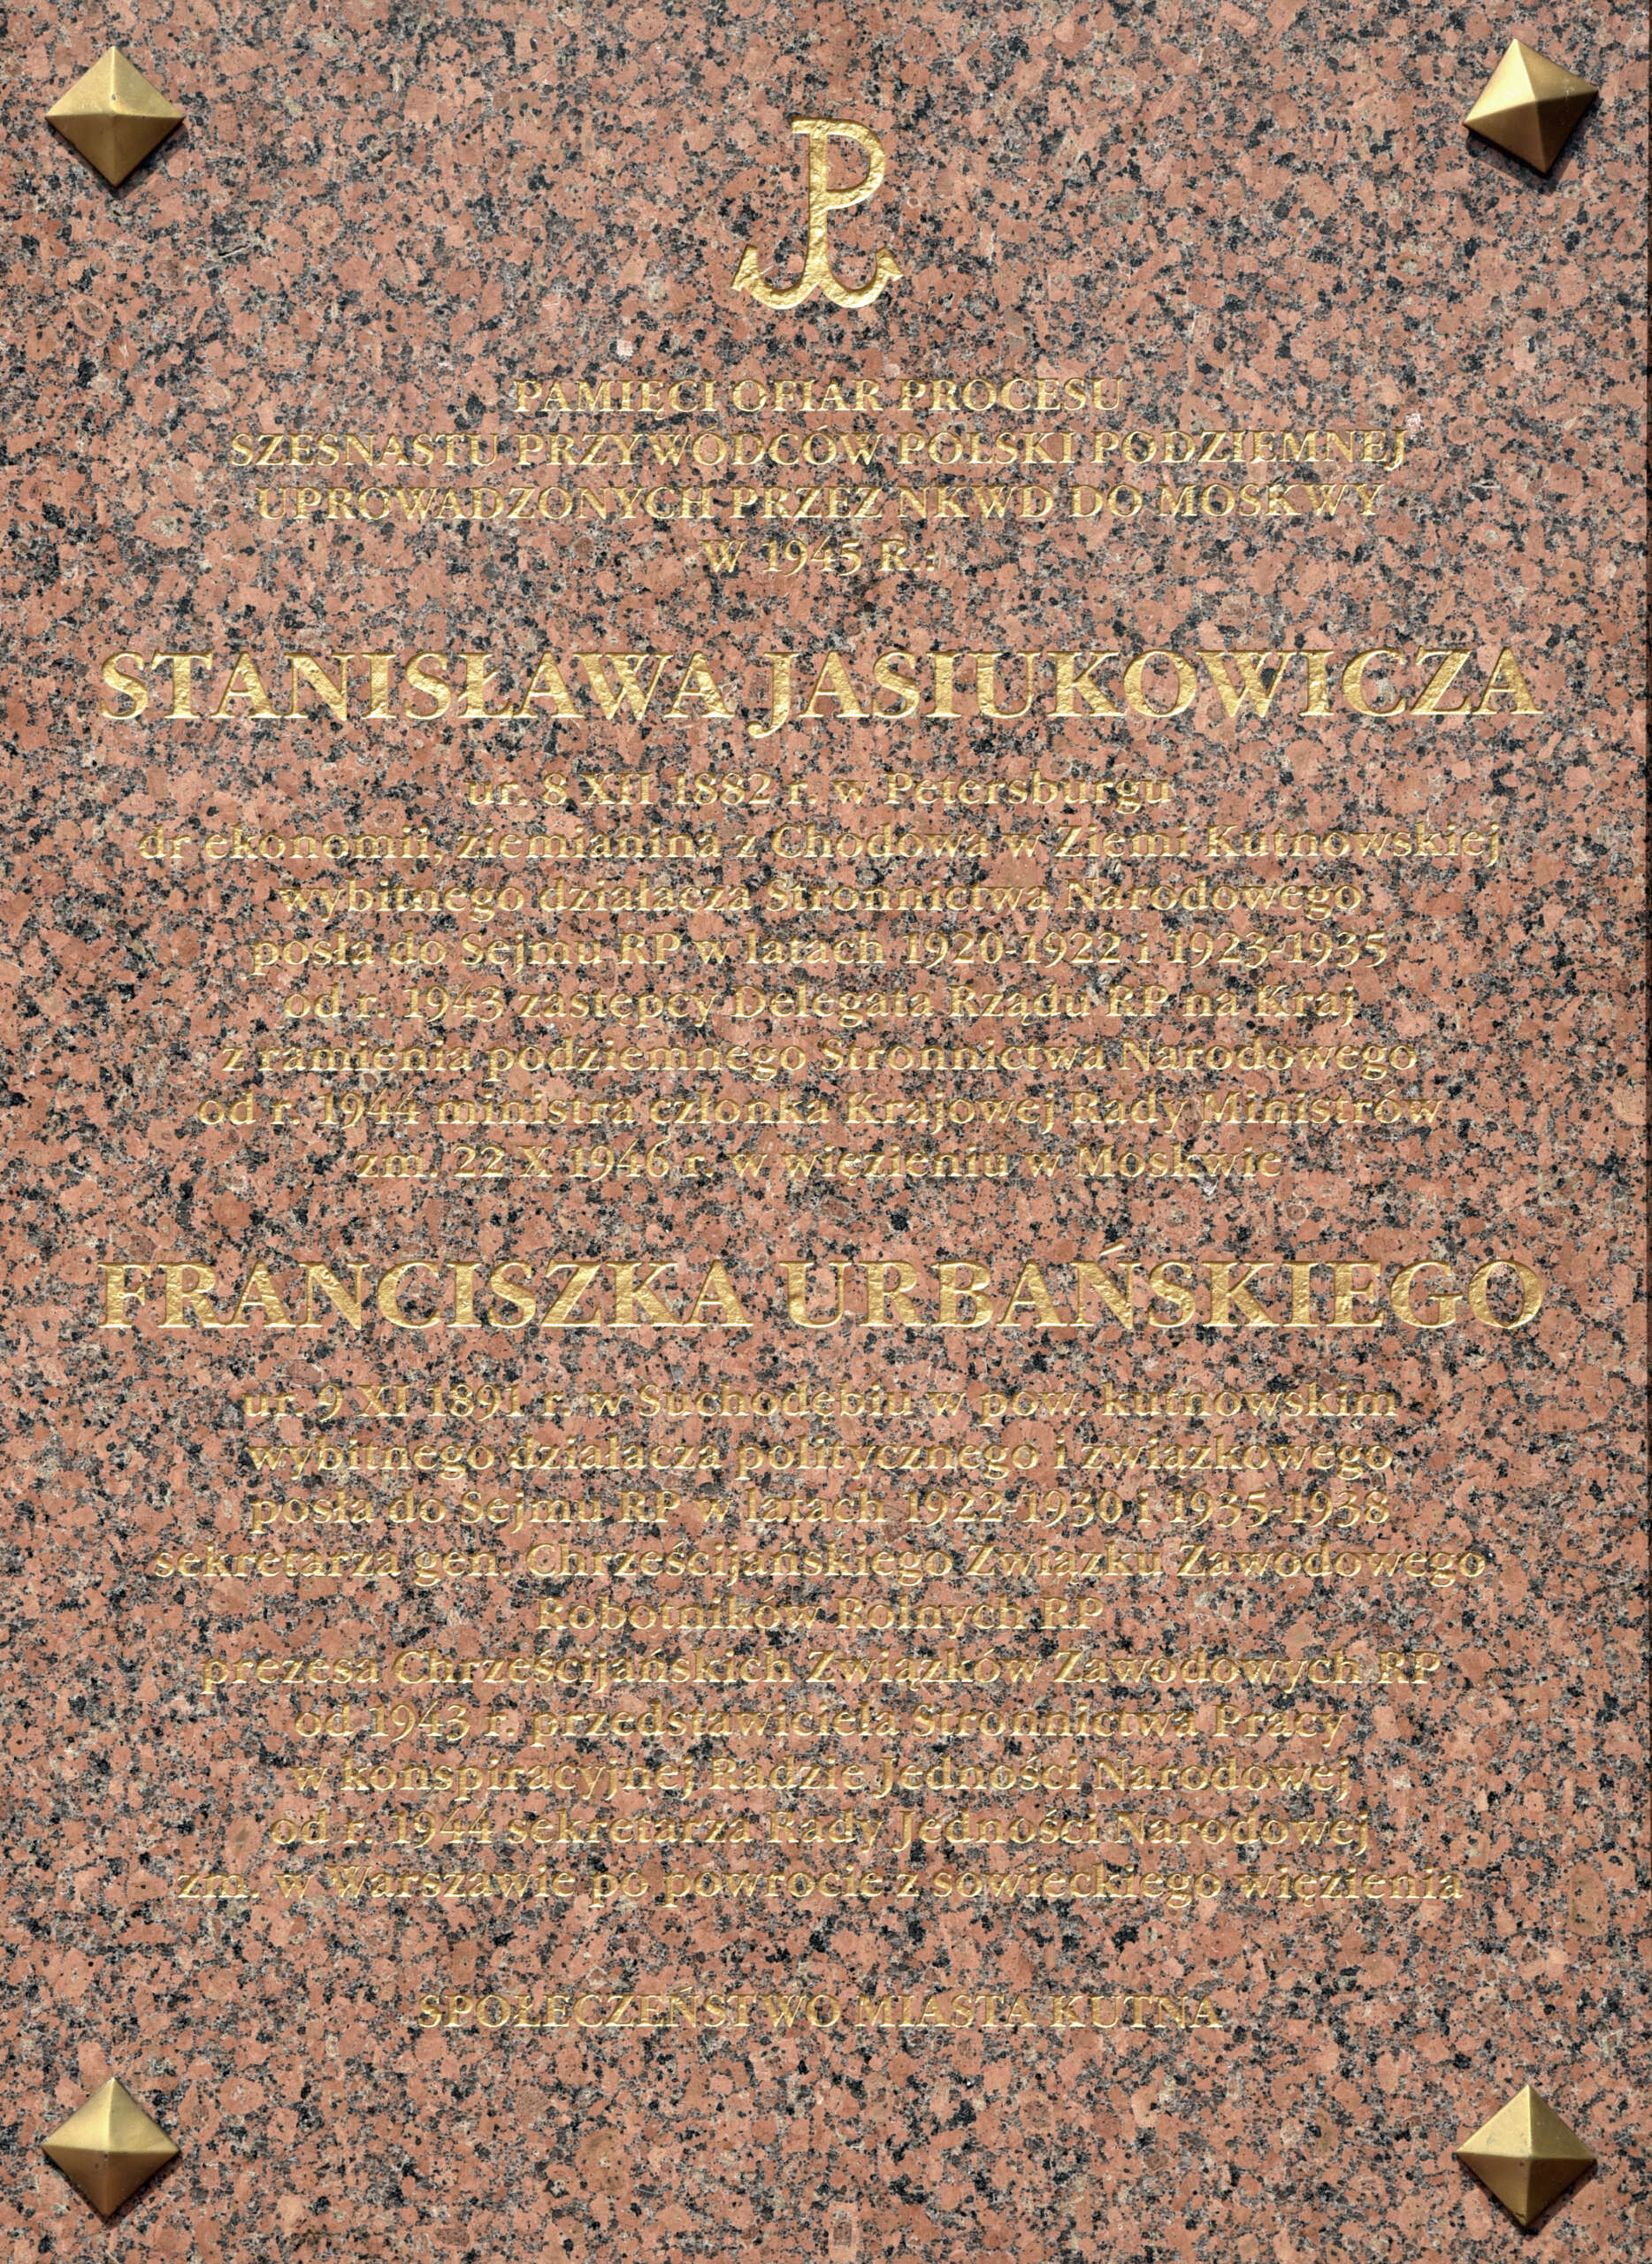 PAMIĘCI OFIAR PROCESU
SZESNASTU PRZYWÓDCÓW POLSKI PODZIEMNEJ
UPROWADZONYCH PRZEZ NKWD DO MOSKWY
W 1945 R.:
STANISŁAWA JASIUKOWICZA
ur. 8 XII 1882 r. w Petersburgu
dr ekonomii, ziemianina z Chodowa w Ziemi Kutnowskiej
wybitnego działacza Stronnictwa Narodowego
posła do Sejmu RP w latach 1920-1922 i 1923-1935
od r. 1943 zastępcy Delegata Rządu RP na Kraj
z ramienia podziemnego Stronnictwa Narodowego
od r. 1944 ministra członka Krajowej Rady Ministrów
zm. 22 X 1946 r. w więzieniu w Moskwie
FRANCISZKA URBAŃSKIEGO
ur. 9 XI 1891 r. w Suchodębiu w pow. kutnowskim
wybitnego działacza politycznego i związkowego
posła do Sejmu RP w latach 1922-1930 i 1935-1938
sekretarza gen. Chrześcijańskiego Związku Zawodowego
Robotników Rolnych RP
prezesa Chrześcijańskich Związków Zawodowych RP
od 1943 r. przedstawiciela Stronnictwa Pracy
w konspiracyjnej Radzie Jedności Narodowej
od r. 1944 sekretarza Rady Jedności Narodowej
zm. w Warszawie po powrocie z sowieckiego więzienia
SPOŁECZEŃSTWO MIASTA KUTNA